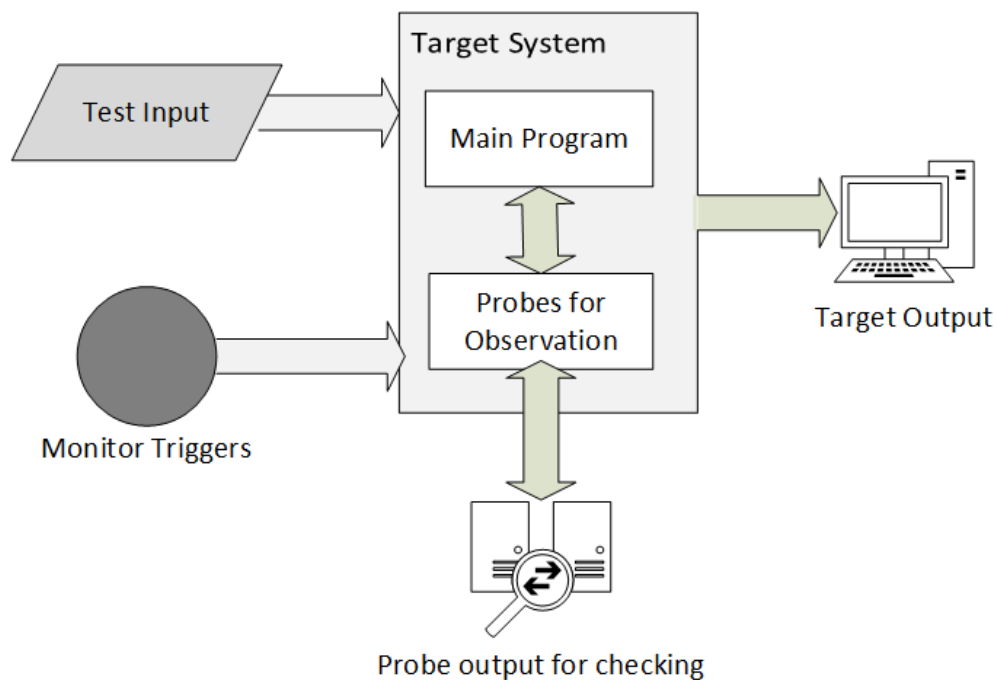 Target System
Test Input
Main Program
Probes for
Observation
Target Output
Monitor Triggers
Probe output for checking